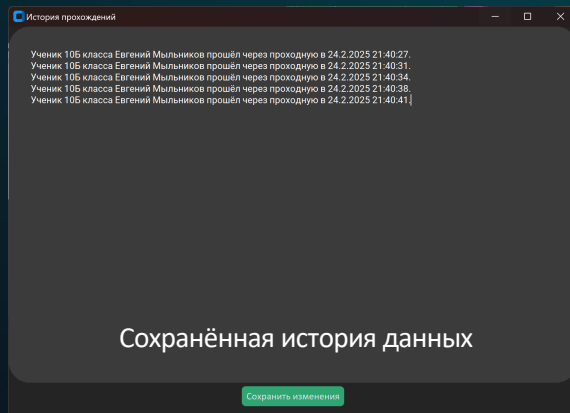 История прохождений
Ученик 10Б класса Евгений Мыльников прошёл через проходную в 24.2.2025 21:40:27.
Ученик 10Б класса Евгений Мыльников прошёл через проходную в 24.2.2025 21:40:31.
Ученик 10Б класса Евгений Мыльников прошёл через проходную в 24.2.2025 21:40:34.
Ученик 10Б класса Евгений Мыльников прошёл через проходную в 24.2.2025 21:40:38.
Ученик 10Б класса Евгений Мыльников прошёл через проходную в 24.2.2025 21:40:41.
Сохранённая история данных
Сохранить изменения